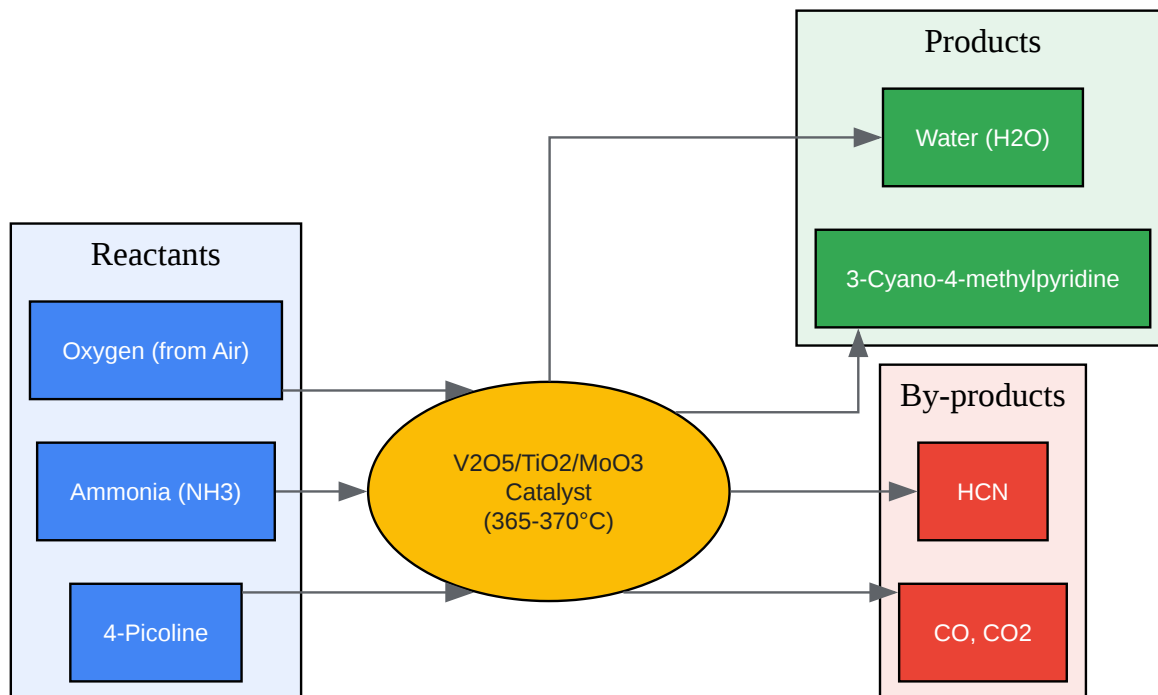 Reactants
Oxygen (from Air)
Ammonia (NH3)
4-Picoline
V2O5/TiO2/MoO3
Catalyst
(365-370°C)
Products
Water (H2O)
3-Cyano-4-methylpyridine
By-products
HCN
CO, CO2